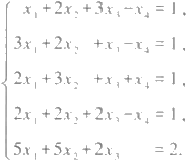 x₁+2x₂+3x₃-x₄=1,
3x₁+2x₂+x₃-x₄=1,
2x₁+3x₂+x₃+x₄=1,
2x₁+2x₂+2x₃-x₄=1,
5x₁+5x₂+2x₃=2.